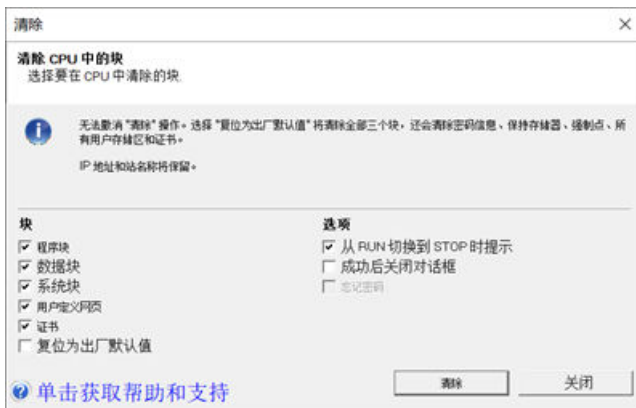 清除
清除 CPU 中的块
选择要在 CPU 中清除的块.
无法撤消“清除”操作。选择“复位为出厂默认值”将清除全部三个块，还会清除密码信息、保持存储器、强制点、所
有用户存储区和证书。
IP 地址和站名称将保留。
块
选项
程序块
从 RUN 切换到 STOP 时提示
数据块
成功后关闭对话框
系统块
忘记密码
用户定义网页
证书
复位为出厂默认值
单击获取帮助和支持
清除
关闭